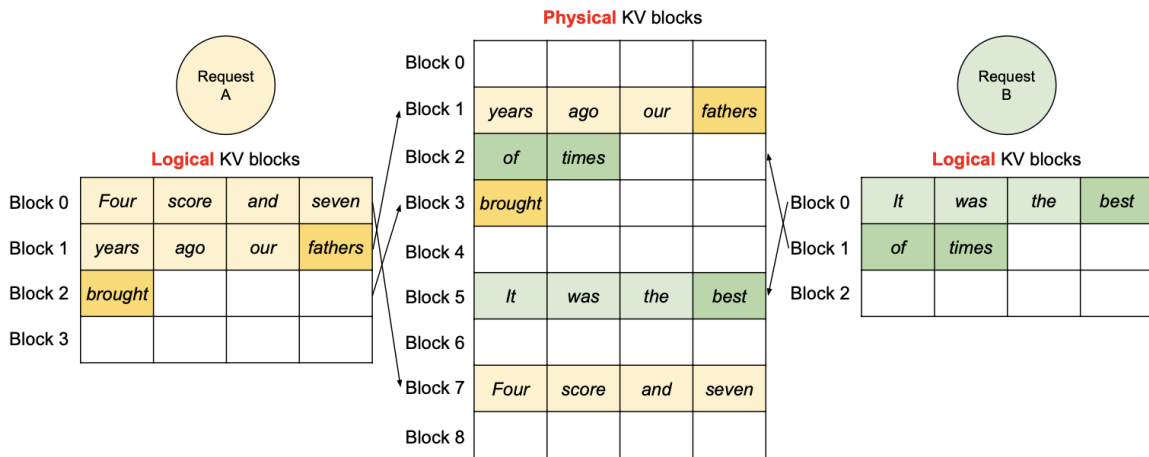 Physical KV blocks
Request
A
Request
B
Logical KV blocks
Block 0 Four score and seven
Block 1 years ago our fathers
Block 2 brought
Block 3
Block 0
Block 1 years ago our fathers
Block 2 of times
Block 3 brought
Block 4
Block 5 It was the best
Block 6
Block 7 Four score and seven
Block 8
Logical KV blocks
Block 0 It was the best
Block 1 of times
Block 2